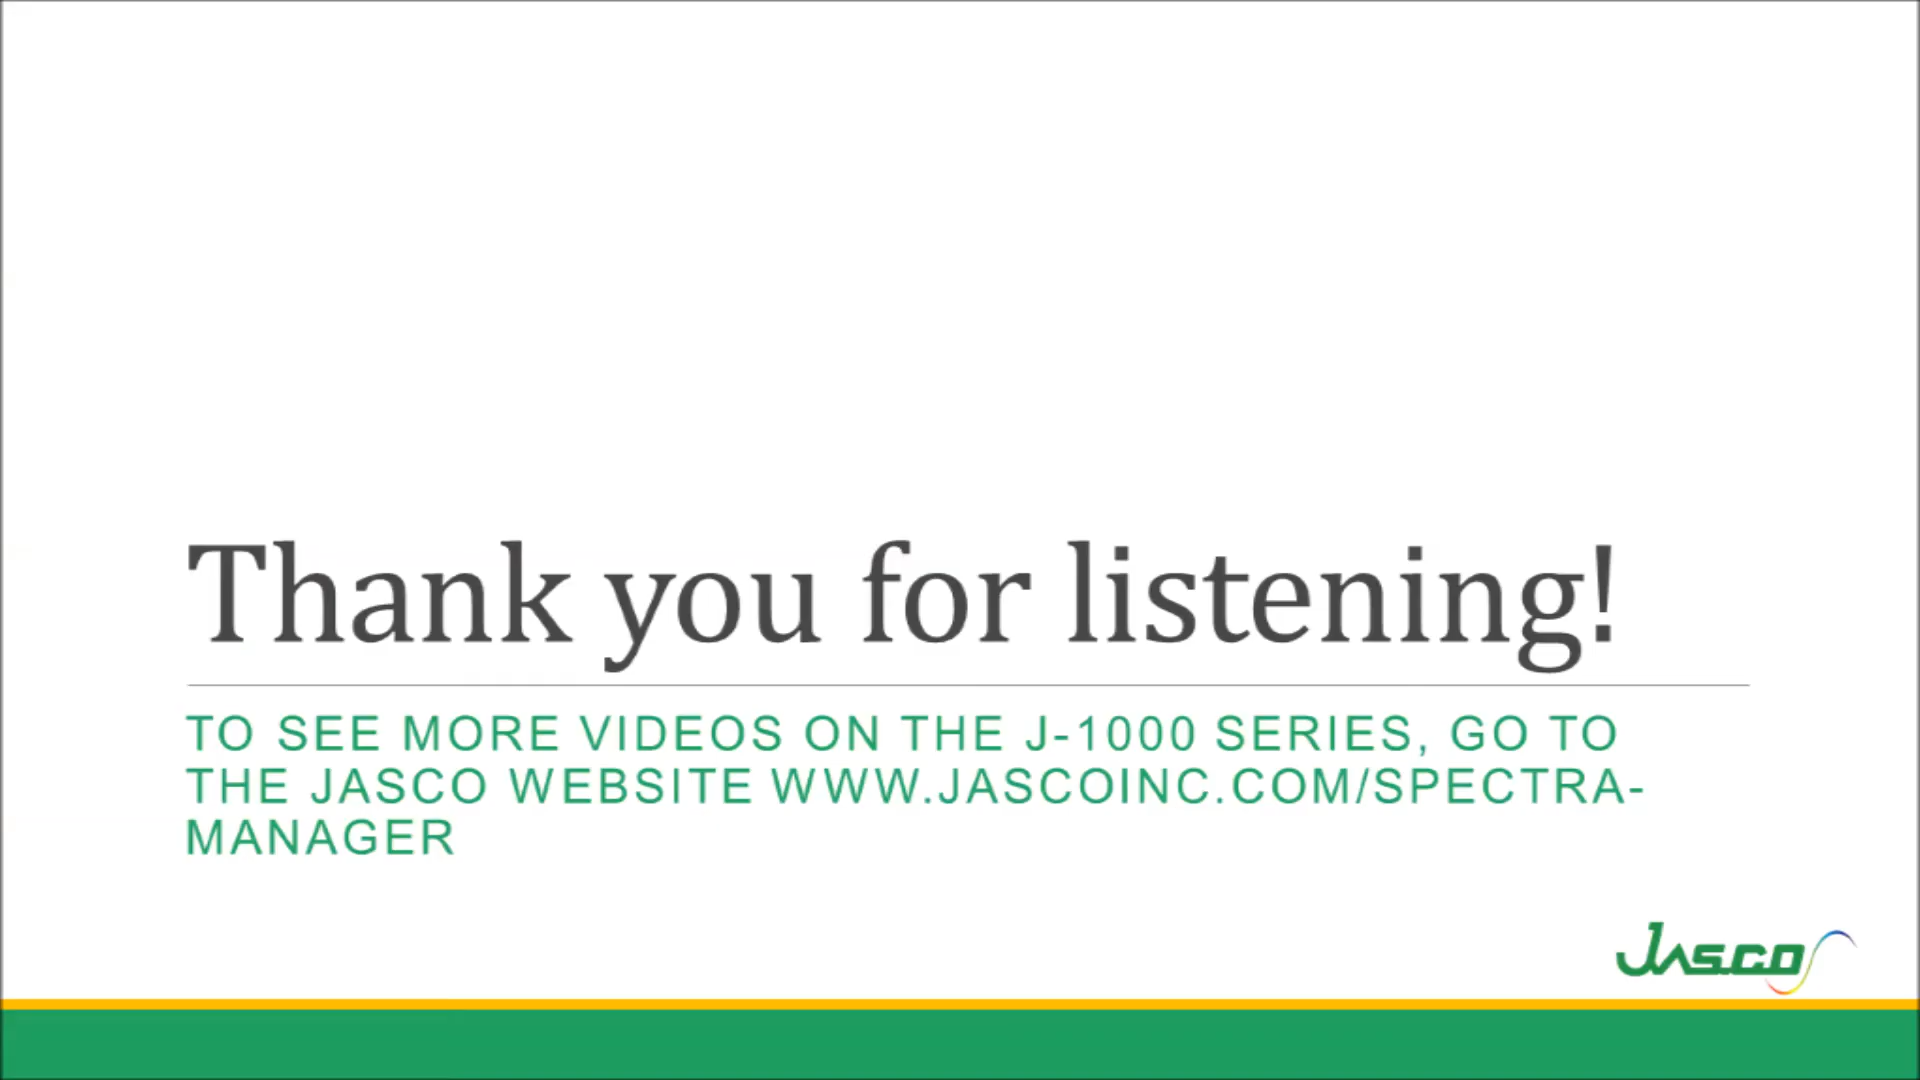 Thank you for listening!
TO SEE MORE VIDEOS ON THE J-1000 SERIES, GO TO
THE JASCO WEBSITE WWW.JASCOINC.COM/SPECTRA-
MANAGER
JASCO